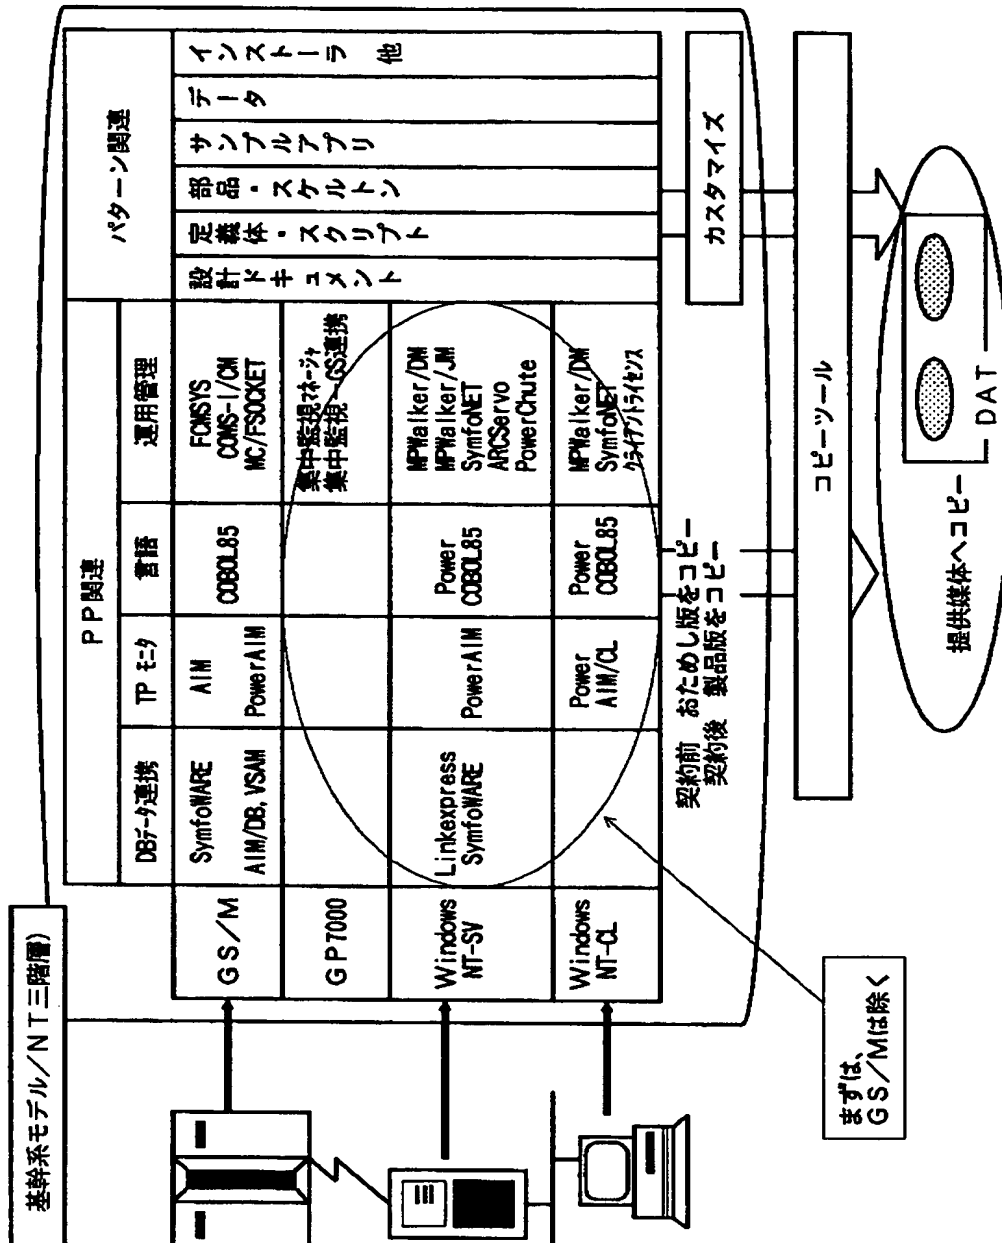 基幹系モデル／ＮＴ三階層)
ＰＰ関連
パターン関連
DBデータ連携
TP モニタ
言語
運用管理
設計ドキュメント
定義体・スクリプト
部品・スケルトン
サンプルアプリ
データ
インストーラ 他
ＧＳ／Ｍ
SymfoWARE
AIM/DB,VSAM
AIM
PowerAIM
COBOL85
FCMSYS
COMS-I/CM
MC/FSOCKET
ＧＰ7000
集中監視マネージャ
集中監視－GS連携
Windows
NT-SV
Linkexpress
SymfoWARE
PowerAIM
Power
COBOL85
MPWalker/DM
MPWalker/JM
SymfoNET
ARCServo
PowerChute
Windows
NT-CL
Power
AIM/CL
Power
COBOL85
MPWalker/DM
SymfoNET
クライアントライセンス
契約前 おためし版をコピー
契約後 製品版をコピー
カスタマイズ
コピーツール
まずは、
ＧＳ／Ｍは除く
提供媒体へコピー
ＤＡＴ